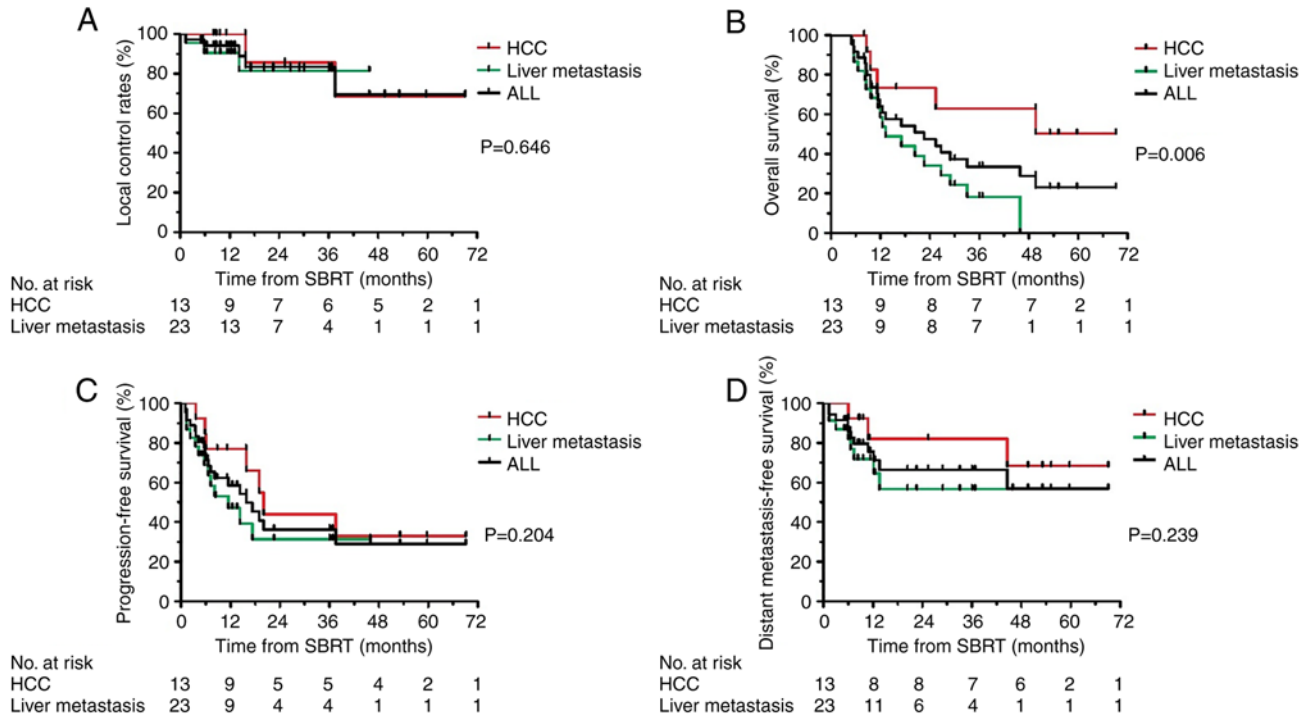 A
Local control rates (%)
100
80
60
40
20
0
0 12 24 36 48 60 72
Time from SBRT (months)
HCC
Liver metastasis
ALL
P=0.646
No. at risk
HCC 13 9 7 6 5 2 1
Liver metastasis 23 13 7 4 1 1 1
B
Overall survival (%)
100
80
60
40
20
0
0 12 24 36 48 60 72
Time from SBRT (months)
HCC
Liver metastasis
ALL
P=0.006
No. at risk
HCC 13 9 8 7 7 2 1
Liver metastasis 23 9 8 7 1 1 1
C
Progression-free survival (%)
100
80
60
40
20
0
0 12 24 36 48 60 72
Time from SBRT (months)
HCC
Liver metastasis
ALL
P=0.204
No. at risk
HCC 13 9 5 5 4 2 1
Liver metastasis 23 9 4 4 1 1 1
D
Distant metastasis-free survival (%)
100
80
60
40
20
0
0 12 24 36 48 60 72
Time from SBRT (months)
HCC
Liver metastasis
ALL
P=0.239
No. at risk
HCC 13 8 8 7 6 2 1
Liver metastasis 23 11 6 4 1 1 1